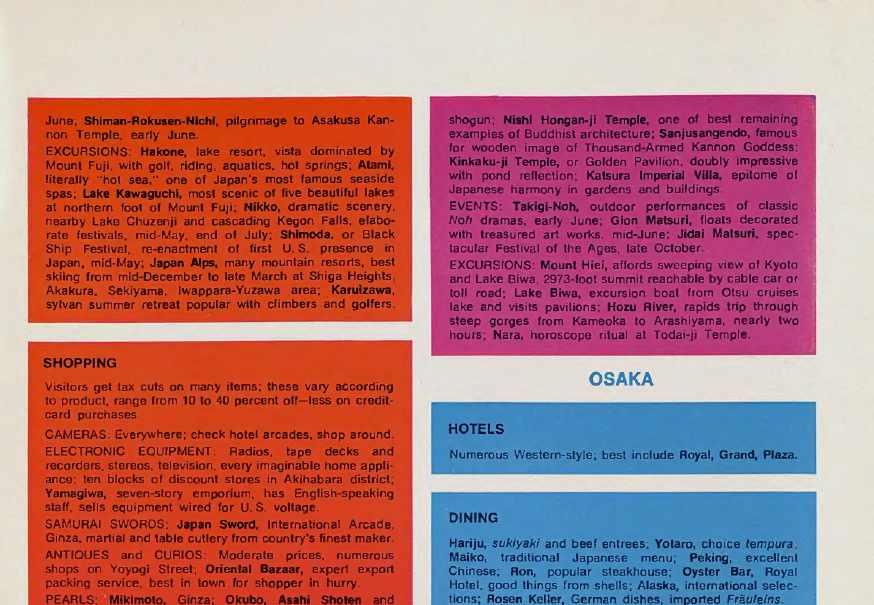 June; Shiman-Rokusen-Nichi, pilgrimage to Asakusa Kan-
non Temple, early June.
EXCURSIONS: Hakone, lake resort, vista dominated by
Mount Fuji, with golf, riding, aquatics, hot springs; Atami,
literally "hot sea," one of Japan's most famous seaside
spas; Lake Kawaguchi, most scenic of five beautiful lakes
at northern foot of Mount Fuji; Nikko, dramatic scenery,
nearby Lake Chuzenji and cascading Kegon Falls, elabo-
rate festivals, mid-May, end of July; Shimoda, or Black
Ship Festival, re-enactment of first U.S. presence in
Japan, mid-May; Japan Alps, many mountain resorts, best
skiing from mid-December to late March at Shiga Heights,
Akakura, Sekiyama, Iwappara-Yuzawa area; Karuizawa,
sylvan summer retreat popular with climbers and golfers.
SHOPPING
Visitors get tax cuts on many items; these vary according
to product, range from 10 to 40 percent off—less on credit-
card purchases.
CAMERAS: Everywhere; check hotel arcades, shop around.
ELECTRONIC EQUIPMENT: Radios, tape decks and
recorders, stereos, television, every imaginable home appli-
ance; ten blocks of discount stores in Akihabara district;
Yamagiwa, seven-story emporium, has English-speaking
staff, sells equipment wired for U.S. voltage.
SAMURAI SWORDS: Japan Sword, International Arcade,
Ginza, martial and table cutlery from country's finest maker.
ANTIQUES and CURIOS: Moderate prices, numerous
shops on Yoyogi Street; Oriental Bazaar, expert export
packing service, best in town for shopper in hurry.
PEARLS: Mikimoto, Ginza; Okubo, Asahi Shoten and
shogun; Nishi Hongan-ji Temple, one of best remaining
examples of Buddhist architecture; Sanjusangendo, famous
for wooden image of Thousand-Armed Kannon Goddess;
Kinkaku-ji Temple, or Golden Pavilion, doubly impressive
with pond reflection; Katsura Imperial Villa, epitome of
Japanese harmony in gardens and buildings.
EVENTS: Takigi-Noh, outdoor performances of classic
Noh dramas, early June; Gion Matsuri, floats decorated
with treasured art works, mid-June; Jidai Matsuri, spec-
tacular Festival of the Ages, late October.
EXCURSIONS: Mount Hiei, affords sweeping view of Kyoto
and Lake Biwa, 2973-foot summit reachable by cable car or
toll road; Lake Biwa, excursion boat from Otsu cruises
lake and visits pavilions; Hozu River, rapids trip through
steep gorges from Kameoka to Arashiyama, nearly two
hours; Nara, horoscope ritual at Todai-ji Temple.
OSAKA
HOTELS
Numerous Western-style; best include Royal, Grand, Plaza.
DINING
Hariju, sukiyaki and beef entrees; Yotaro, choice tempura;
Maiko, traditional Japanese menu; Peking, excellent
Chinese; Ron, popular steakhouse; Oyster Bar, Royal
Hotel, good things from shells; Alaska, international selec-
tions; Rosen Keller, German dishes, imported Fräuleins.